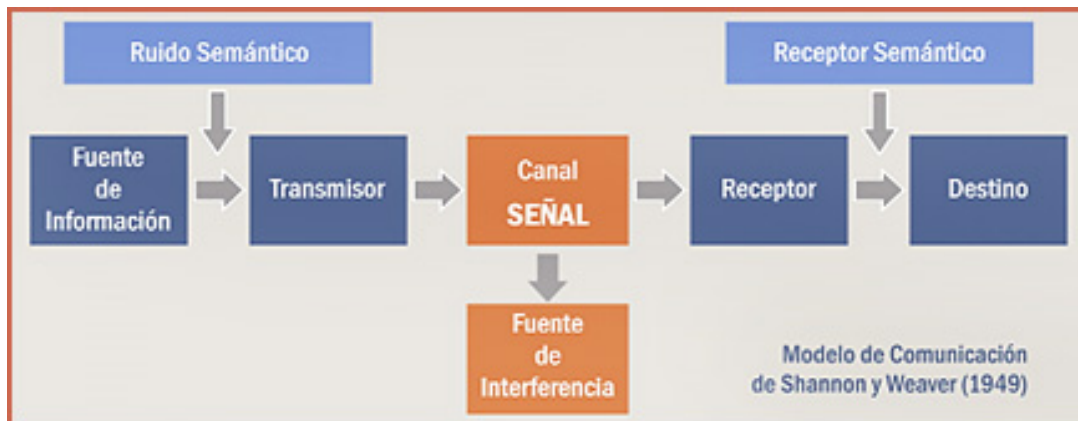 Ruido Semántico
Receptor Semántico
Fuente
de
Información
Transmisor
Canal
SEÑAL
Receptor
Destino
Fuente
de
Interferencia
Modelo de Comunicación
de Shannon y Weaver (1949)